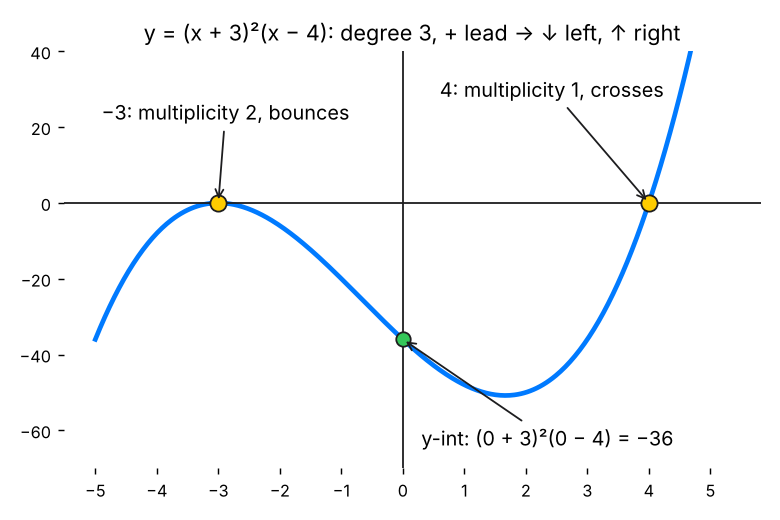 y = (x + 3)²(x − 4): degree 3, + lead → ↓ left, ↑ right
40
4: multiplicity 1, crosses
−3: multiplicity 2, bounces
20
0
−20
−40
y-int: (0 + 3)²(0 − 4) = −36
−60
−5 −4 −3 −2 −1 0 1 2 3 4 5